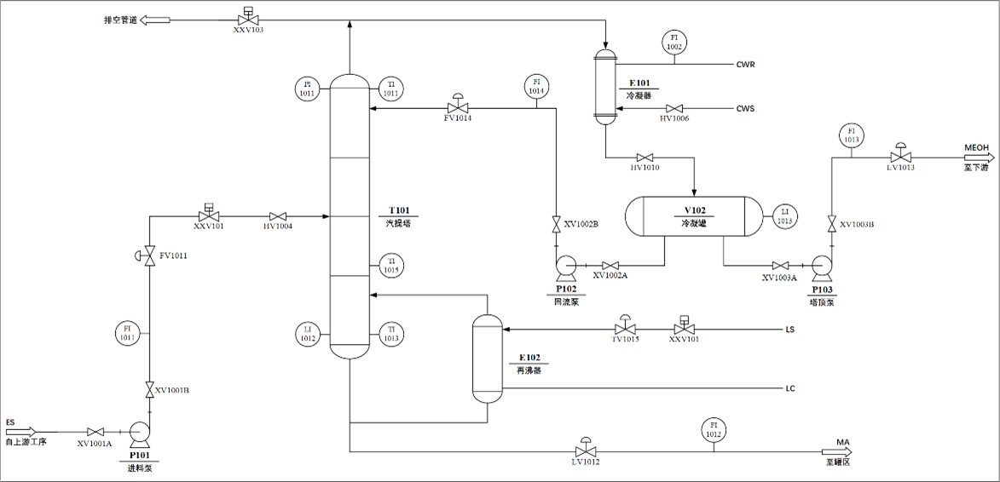 排空管道
XXV103
FI
1002
CWR
E101
冷凝器
CWS
HV1006
PI
1011
TI
1011
FI
1014
FV1014
FI
1013
MEOH
至下游
LV1013
HV1010
XXV101
HV1004
T101
汽提塔
V102
冷凝罐
LI
1013
XV1002B
XV1003B
FV1011
TI
1015
XV1002A
P102
回流泵
XV1003A
P103
塔顶泵
FI
1011
LI
1012
TI
1013
TV1015
XXV101
LS
E102
再沸器
LC
XV1001B
ES
自上游工序
XV1001A
P101
进料泵
FI
1012
LV1012
MA
至罐区